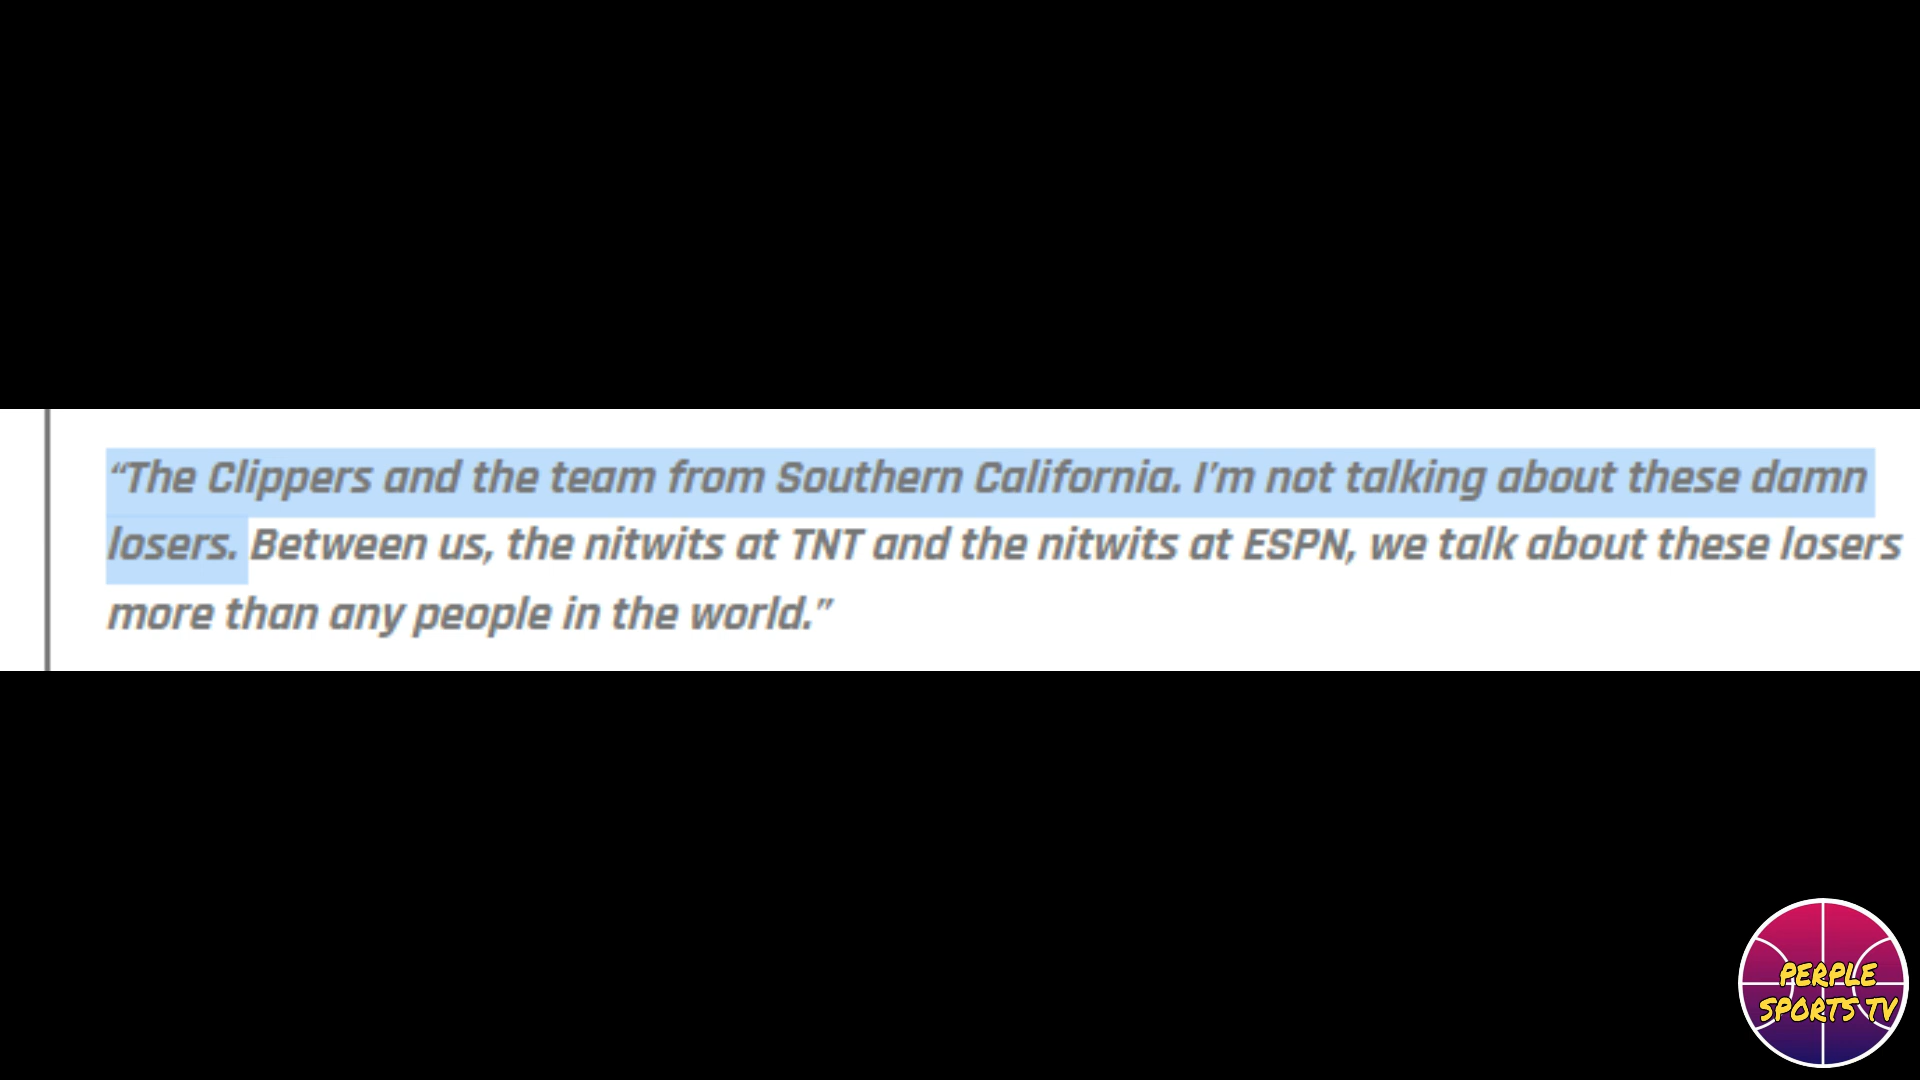 “The Clippers and the team from Southern California. I’m not talking about these damn
losers. Between us, the nitwits at TNT and the nitwits at ESPN, we talk about these losers
more than any people in the world.”
PERPLE
SPORTS TV